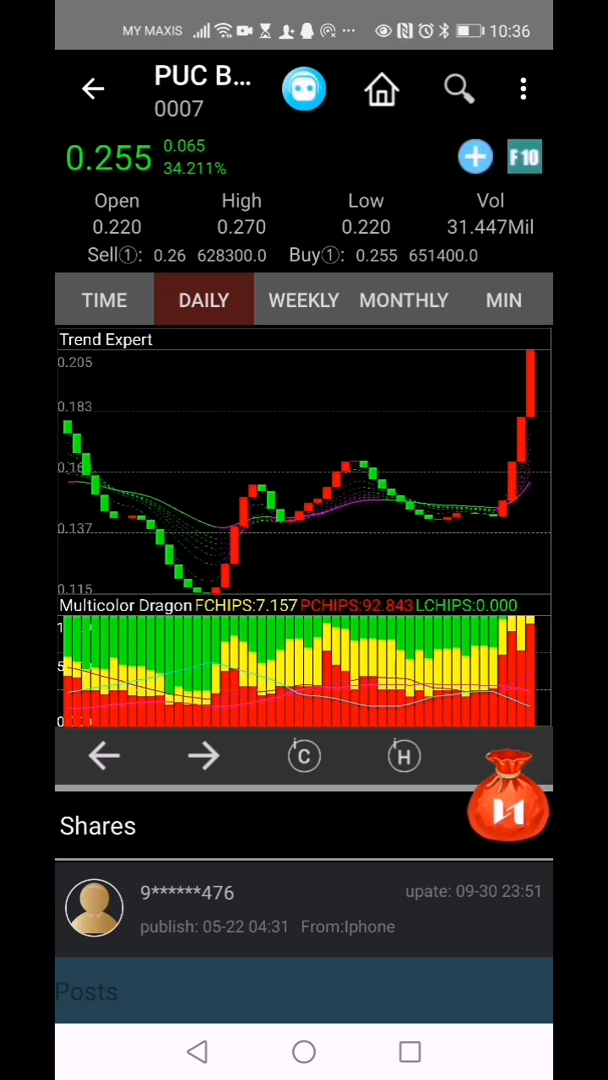 MY MAXIS 10:36
PUC B...
0007
0.255 0.065
34.211%
F10
Open High Low Vol
0.220 0.270 0.220 31.447Mil
Sell①: 0.26 628300.0 Buy①: 0.255 651400.0
TIME DAILY WEEKLY MONTHLY MIN
Trend Expert
0.205
0.183
0.137
0.115
Multicolor Dragon FCHIPS:7.157 PCHIPS:92.843 LCHIPS:0.000
C H
Shares
9******476 upate: 09-30 23:51
publish: 05-22 04:31 From:Iphone
Posts